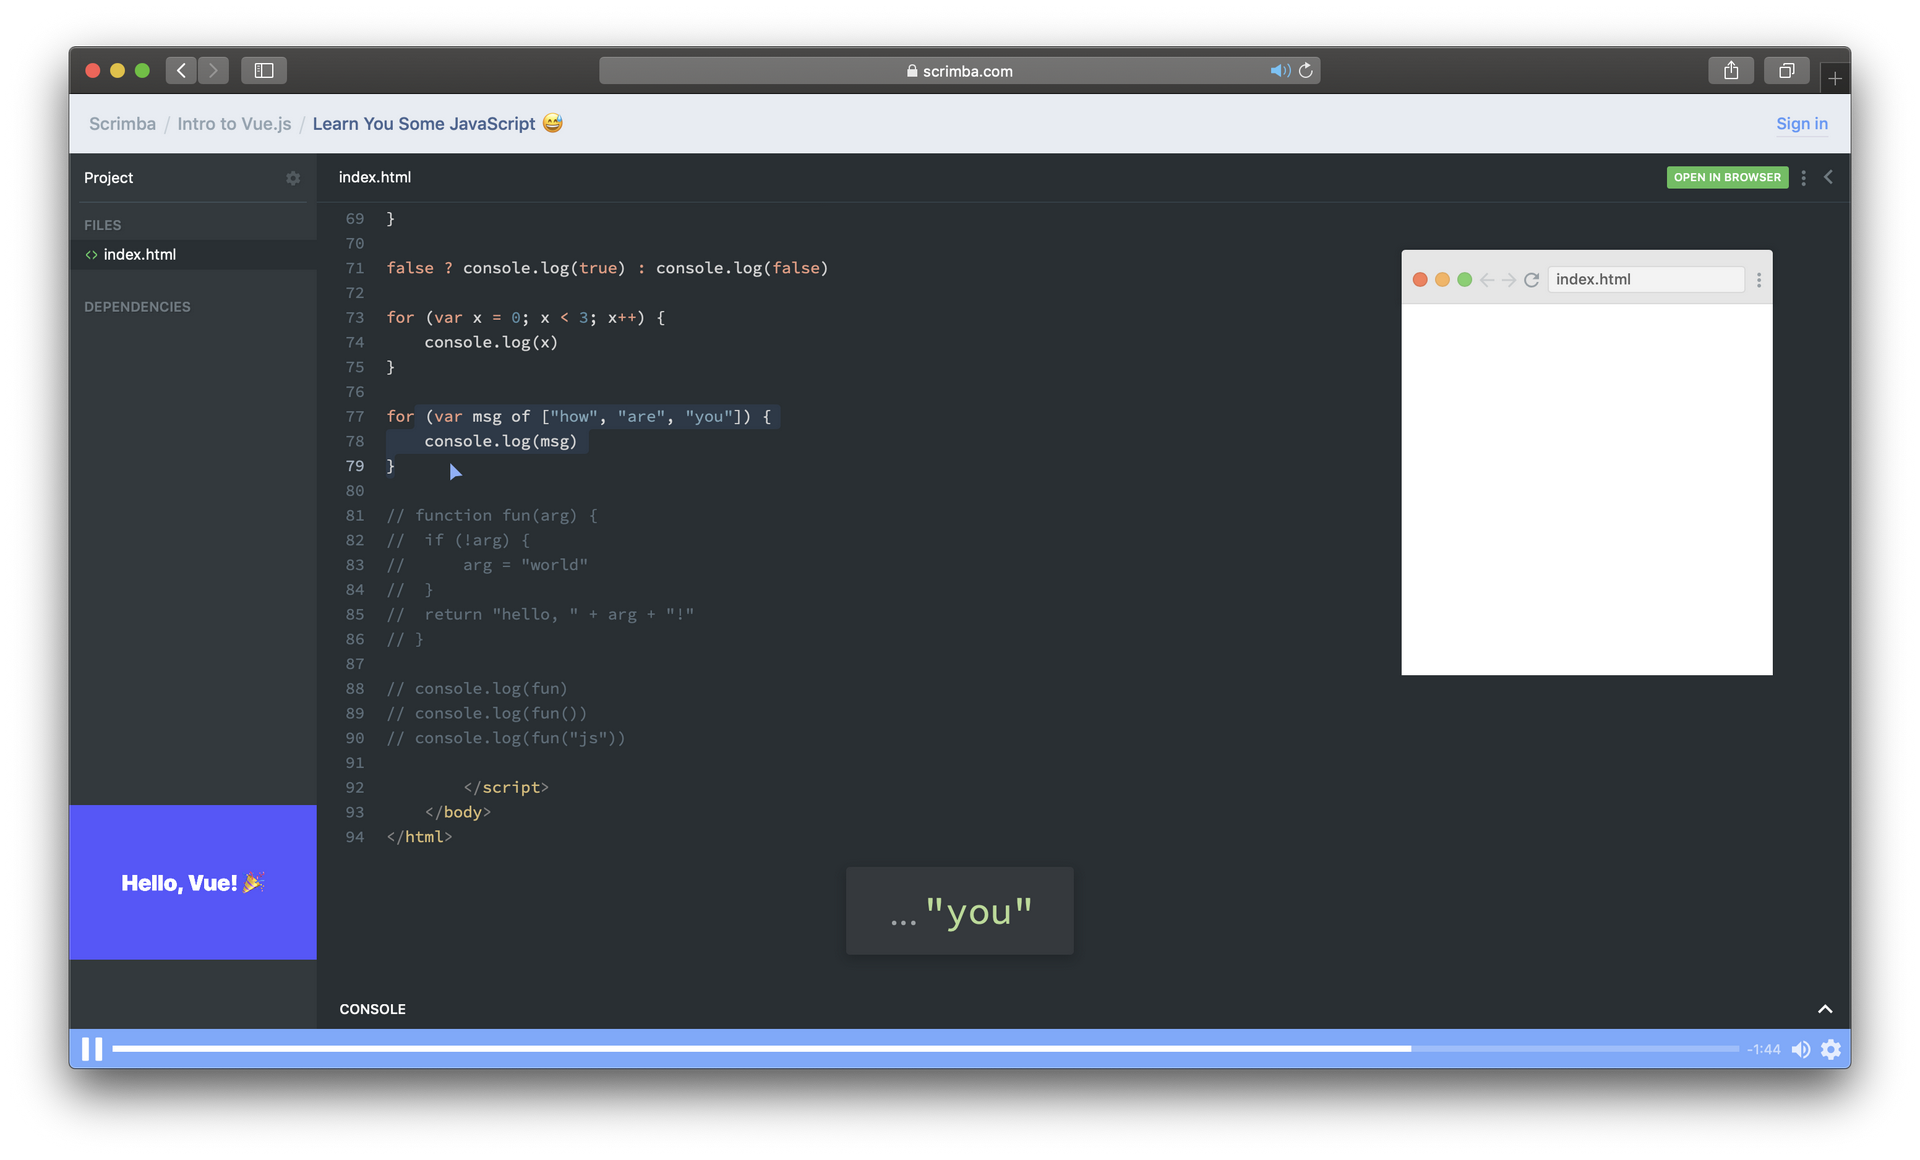 scrimba.com
Scrimba / Intro to Vue.js / Learn You Some JavaScript 😅
Sign in
Project
FILES
<> index.html
DEPENDENCIES
Hello, Vue! 🎉
index.html
OPEN IN BROWSER
69 }
70
71 false ? console.log(true) : console.log(false)
72
73 for (var x = 0; x < 3; x++) {
74     console.log(x)
75 }
76
77 for (var msg of ["how", "are", "you"]) {
78     console.log(msg)
79 }
80
81 // function fun(arg) {
82 //  if (!arg) {
83 //      arg = "world"
84 //  }
85 //  return "hello, " + arg + "!"
86 // }
87
88 // console.log(fun)
89 // console.log(fun())
90 // console.log(fun("js"))
91
92         </script>
93     </body>
94 </html>
index.html
... "you"
CONSOLE
-1:44